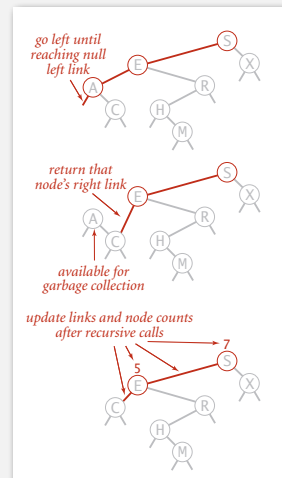 go left until
reaching null
left link
S
E
X
A
R
C
H
M
return that
node's right link
S
E
X
A
R
C
H
M
available for
garbage collection
update links and node counts
after recursive calls
7
S
5
E
X
C
R
H
M